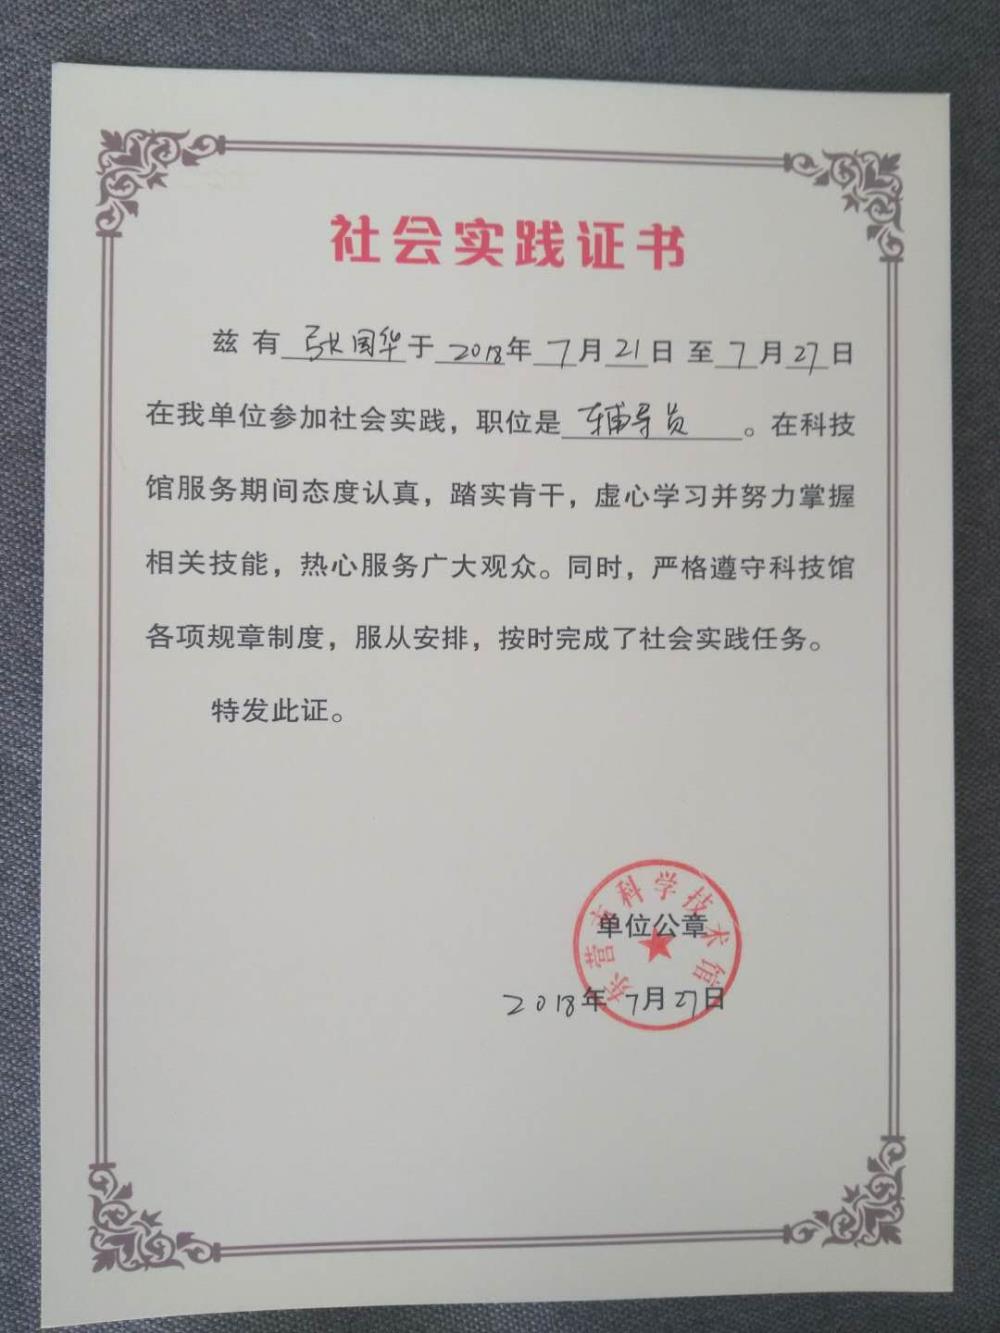 社会实践证书
兹有张国华于2018年7月21日至7月27日
在我单位参加社会实践，职位是辅导员。在科技
馆服务期间态度认真，踏实肯干，虚心学习并努力掌握
相关技能，热心服务广大观众。同时，严格遵守科技馆
各项规章制度，服从安排，按时完成了社会实践任务。
特发此证。
东营市科学技术馆
单位公章
2018年7月27日